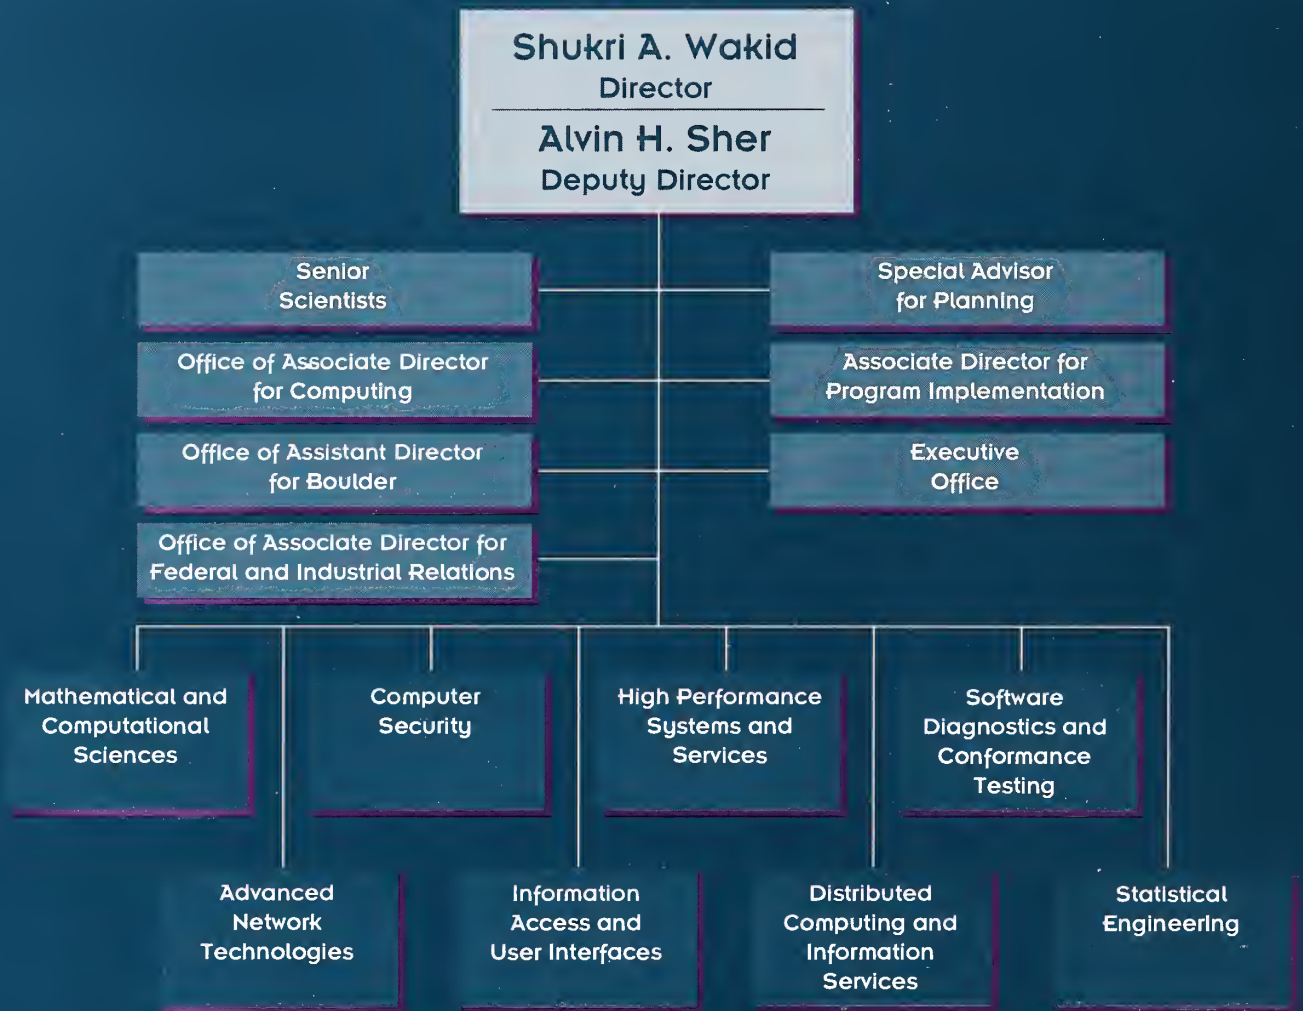 Shukri A. Wakid
Director
Alvin H. Sher
Deputy Director
Senior
Scientists
Special Advisor
for Planning
Office of Associate Director
for Computing
Associate Director for
Program Implementation
Office of Assistant Director
for Boulder
Executive
Office
Office of Associate Director for
Federal and Industrial Relations
Mathematical and
Computational
Sciences
Computer
Security
High Performance
Systems and
Services
Software
Diagnostics and
Conformance
Testing
Advanced
Network
Technologies
Information
Access and
User Interfaces
Distributed
Computing and
Information
Services
Statistical
Engineering